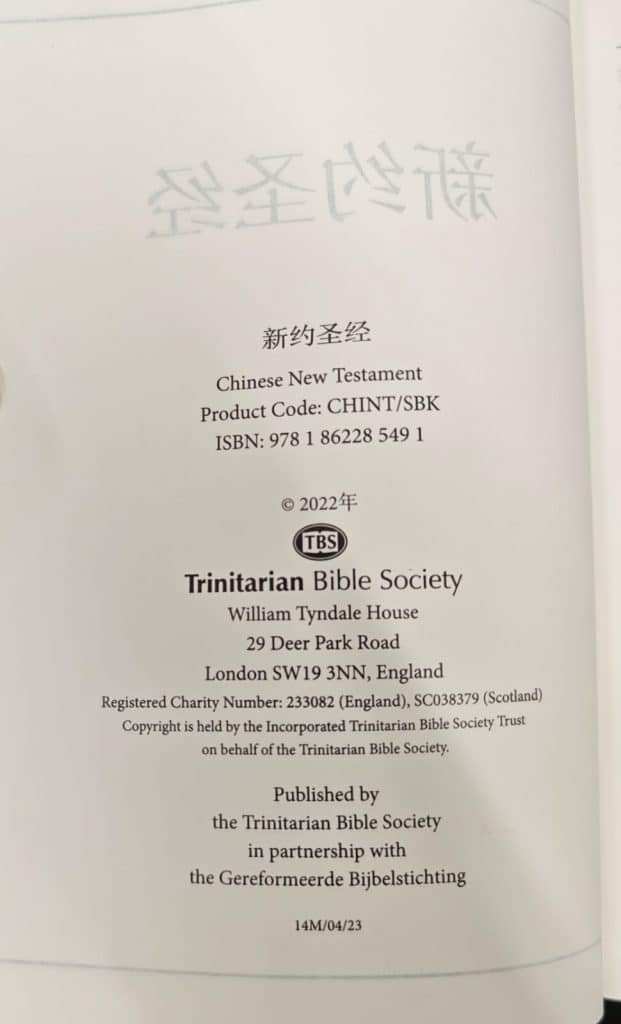 新约圣经
新约圣经
Chinese New Testament
Product Code: CHINT/SBK
ISBN: 978 1 86228 549 1
© 2022年
TBS
Trinitarian Bible Society
William Tyndale House
29 Deer Park Road
London SW19 3NN, England
Registered Charity Number: 233082 (England), SC038379 (Scotland)
Copyright is held by the Incorporated Trinitarian Bible Society Trust
on behalf of the Trinitarian Bible Society.
Published by
the Trinitarian Bible Society
in partnership with
the Gereformeerde Bijbelstichting
14M/04/23